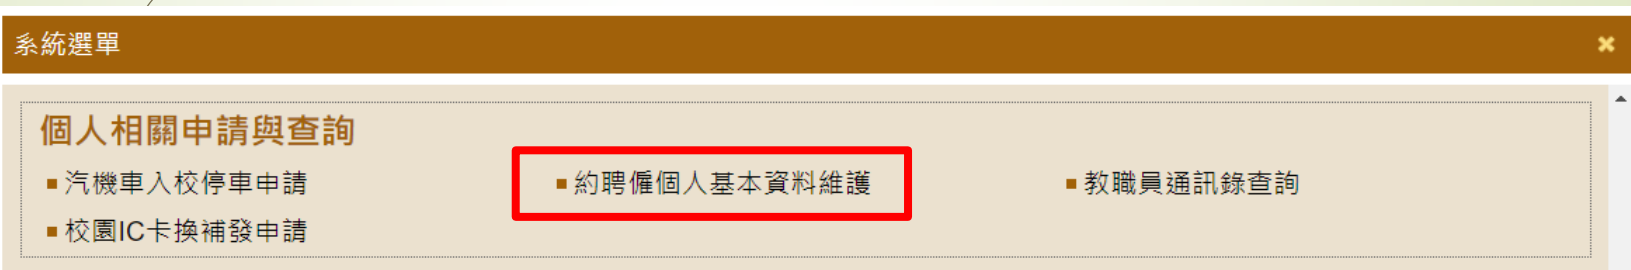 系統選單
個人相關申請與查詢
汽機車入校停車申請 約聘僱個人基本資料維護 教職員通訊錄查詢
校園IC卡換補發申請